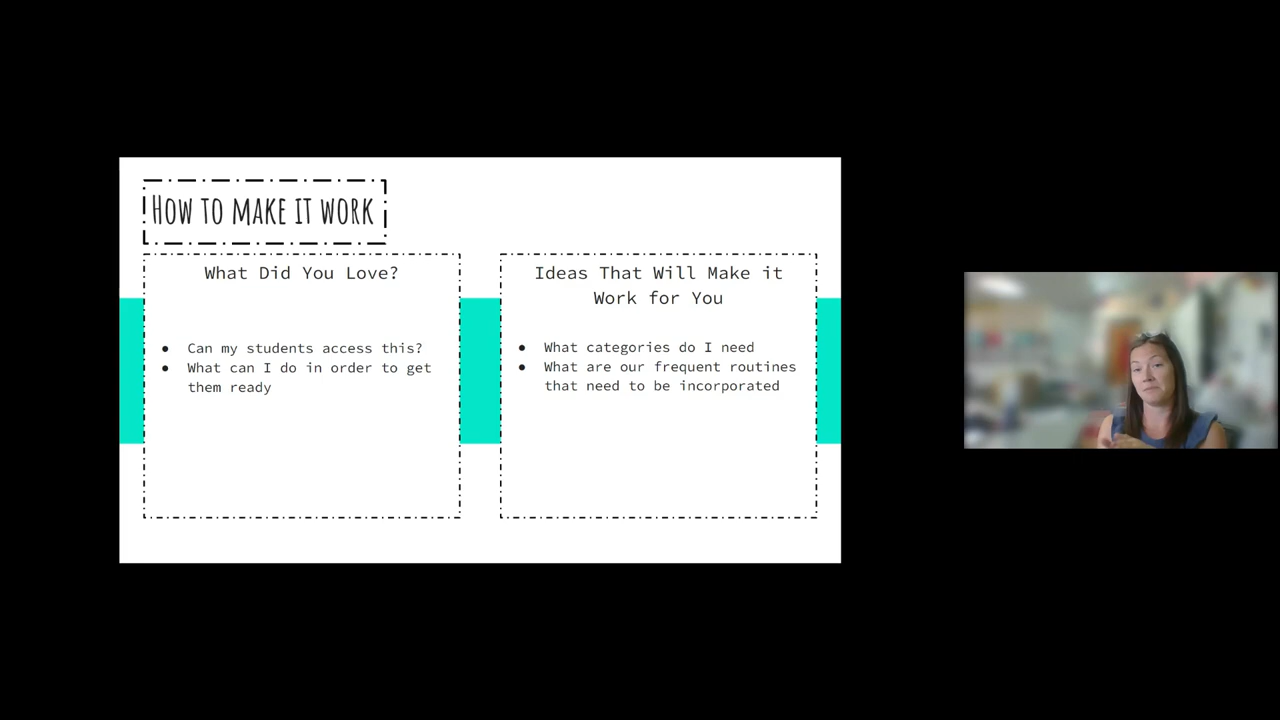 How to make it work
What Did You Love?
● Can my students access this?
● What can I do in order to get
them ready
Ideas That Will Make it
Work for You
● What categories do I need
● What are our frequent routines
that need to be incorporated